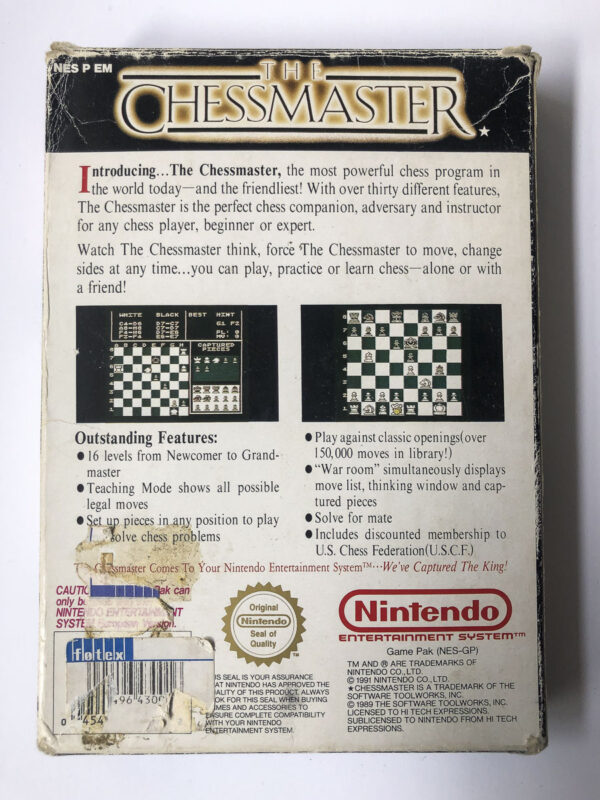 NES P EM
THE
CHESSMASTER
★
Introducing...The Chessmaster, the most powerful chess program in
the world today—and the friendliest! With over thirty different features,
The Chessmaster is the perfect chess companion, adversary and instructor
for any chess player, beginner or expert.
Watch The Chessmaster think, force The Chessmaster to move, change
sides at any time...you can play, practice or learn chess—alone or with
a friend!
WHITE BLACK BEST HINT
G1 F2
CAPTURED
PIECES
Outstanding Features:
● 16 levels from Newcomer to Grand-
master
● Teaching Mode shows all possible
legal moves
● Set up pieces in any position to play
solve chess problems
● Play against classic openings(over
150,000 moves in library!)
● “War room” simultaneously displays
move list, thinking window and cap-
tured pieces
● Solve for mate
● Includes discounted membership to
U.S. Chess Federation(U.S.C.F.)
Chessmaster Comes To Your Nintendo Entertainment System™...We've Captured The King!
can
only
NINTENDO ENTERTAINMENT
SYSTEM European Version.
føtex
Original
Nintendo
Seal of
Quality
TM
THIS SEAL IS YOUR ASSURANCE
THAT NINTENDO HAS APPROVED THE
QUALITY OF THIS PRODUCT. ALWAYS
LOOK FOR THIS SEAL WHEN BUYING
GAMES AND ACCESSORIES TO
ENSURE COMPLETE COMPATIBILITY
WITH YOUR NINTENDO
ENTERTAINMENT SYSTEM.
Nintendo®
ENTERTAINMENT SYSTEM™
Game Pak (NES-GP)
TM AND ® ARE TRADEMARKS OF
NINTENDO CO.,LTD.
© 1991 NINTENDO CO.,LTD.
★CHESSMASTER IS A TRADEMARK OF THE
SOFTWARE TOOLWORKS, INC.
© 1989 THE SOFTWARE TOOLWORKS, INC.
LICENSED TO HI TECH EXPRESSIONS.
SUBLICENSED TO NINTENDO FROM HI TECH
EXPRESSIONS.